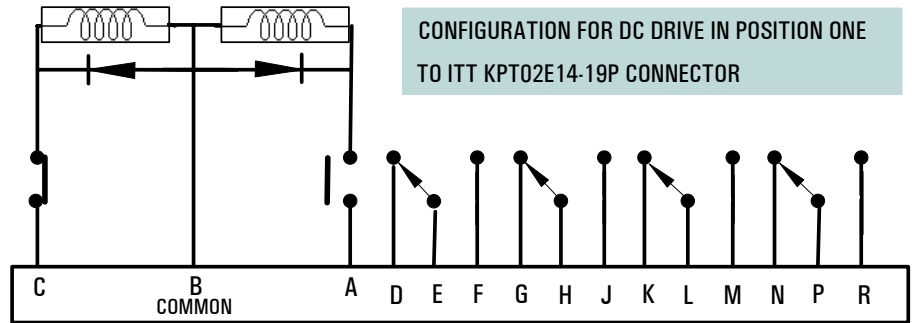 CONFIGURATION FOR DC DRIVE IN POSITION ONE
TO ITT KPT02E14-19P CONNECTOR
C B A D E F G H J K L M N P R
COMMON